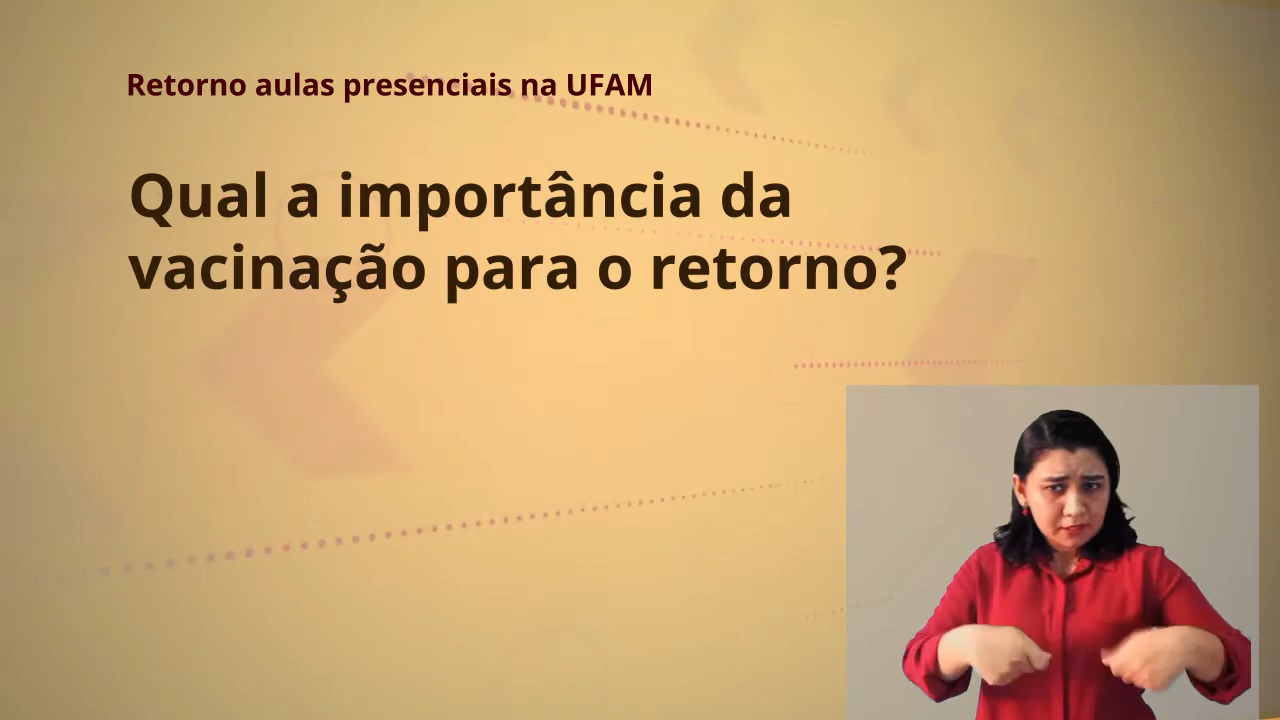 Retorno aulas presenciais na UFAM
Qual a importância da
vacinação para o retorno?